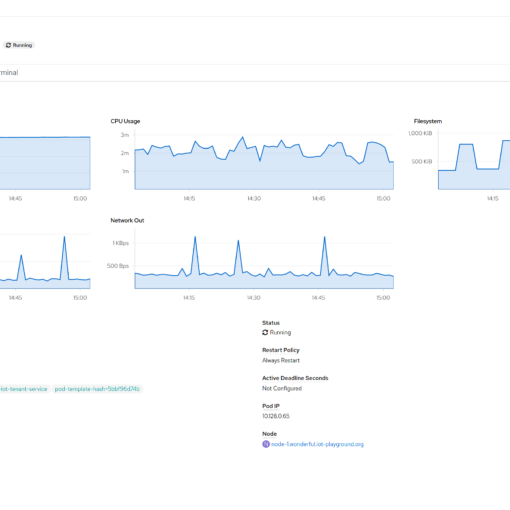 Running
rminal
CPU Usage
Filesystem
3m
2m
1m
1,000 KiB
500 KiB
14:45
15:00
14:15
14:30
14:45
15:00
14:15
Network Out
1 KBps
500 Bps
14:45
15:00
14:15
14:30
14:45
15:00
Status
Running
Restart Policy
Always Restart
Active Deadline Seconds
Not Configured
iot-tenant-service pod-template-hash=5bbf96d74b
Pod IP
10.128.0.65
Node
N node-1.wonderful.iot-playground.org